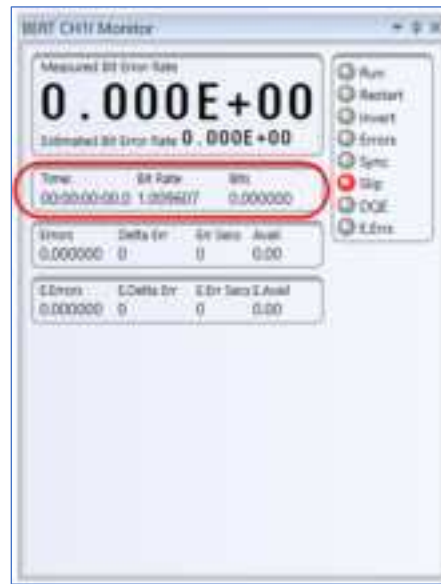 BERT CH1I Monitor
Measured Bit Error Rate
0.000E+00
Estimated Bit Error Rate 0.000E+00
Time Bit Rate Bits
00:00:00:00.0 1.009607 0.000000
Errors Delta Err Err Secs Avail
0.000000 0 0 0.00
E.Errors E.Delta Err E.Err Secs E.Avail
0.000000 0 0 0.00
Run
Restart
Invert
Errors
Sync
Slip
DQE
E.Errs